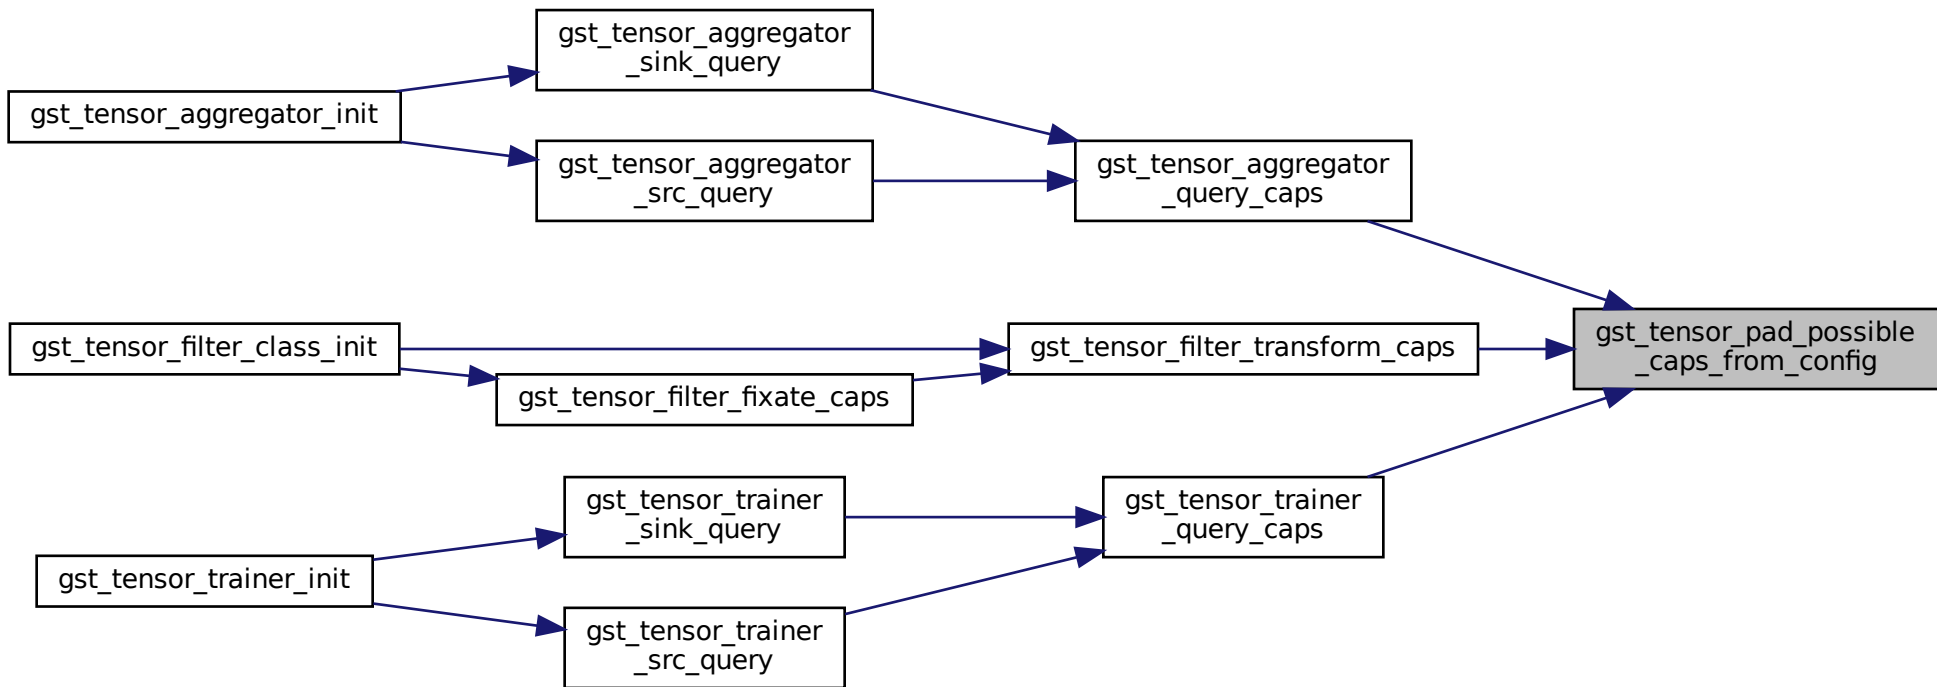 gst_tensor_aggregator
_sink_query
gst_tensor_aggregator_init
gst_tensor_aggregator
_src_query
gst_tensor_aggregator
_query_caps
gst_tensor_pad_possible
_caps_from_config
gst_tensor_filter_class_init
gst_tensor_filter_transform_caps
gst_tensor_filter_fixate_caps
gst_tensor_trainer
_sink_query
gst_tensor_trainer
_query_caps
gst_tensor_trainer_init
gst_tensor_trainer
_src_query